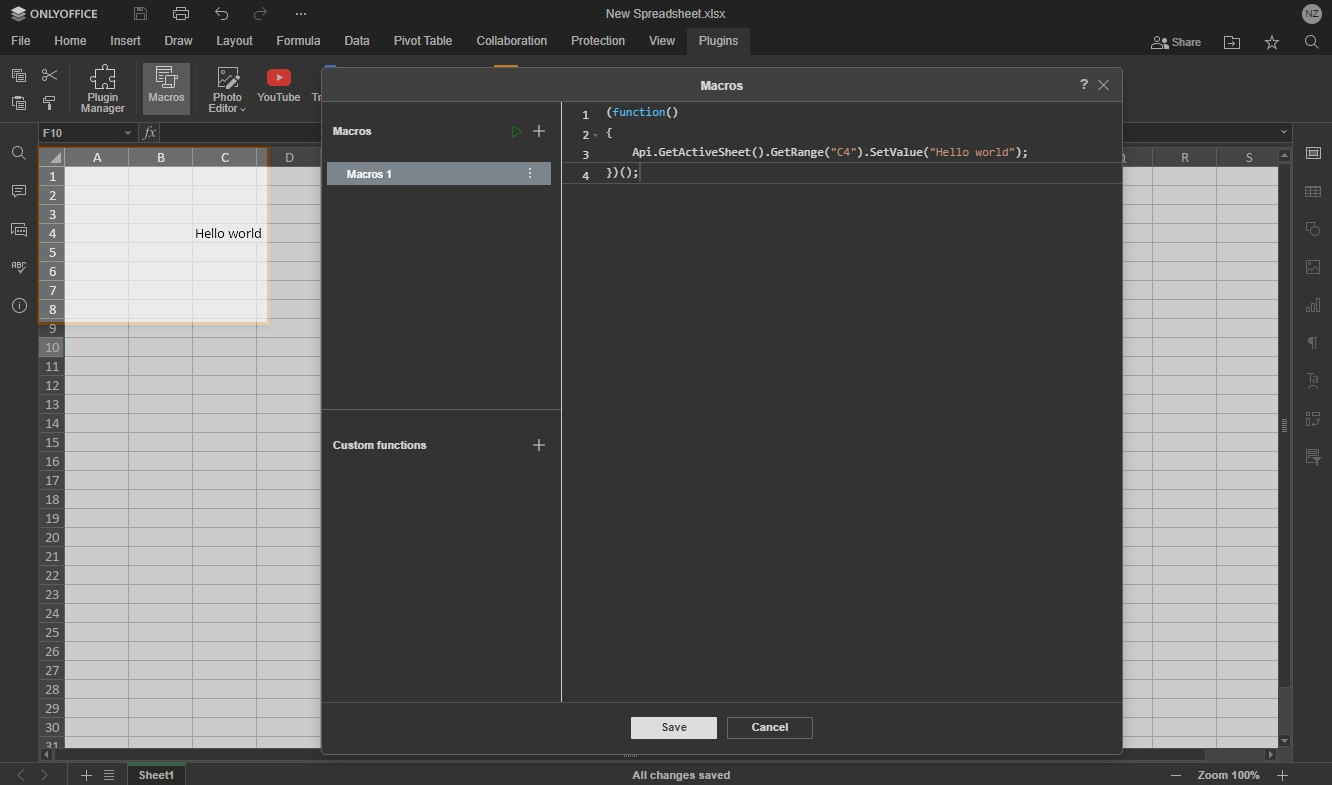 ONLYOFFICE
New Spreadsheet.xlsx
NZ
File Home Insert Draw Layout Formula Data Pivot Table Collaboration Protection View Plugins
Share
Plugin Manager
Macros
Photo Editor
YouTube
Tr
F10
fx
A B C D
R S
1
2
3
4 Hello world
5
6
7
8
9
10
11
12
13
14
15
16
17
18
19
20
21
22
23
24
25
26
27
28
29
30
31
ABC
Ta
Macros
?
Macros
Macros 1
Custom functions
1 (function()
2 {
3 Api.GetActiveSheet().GetRange("C4").SetValue("Hello world");
4 })();
Save
Cancel
Sheet1
All changes saved
Zoom 100%